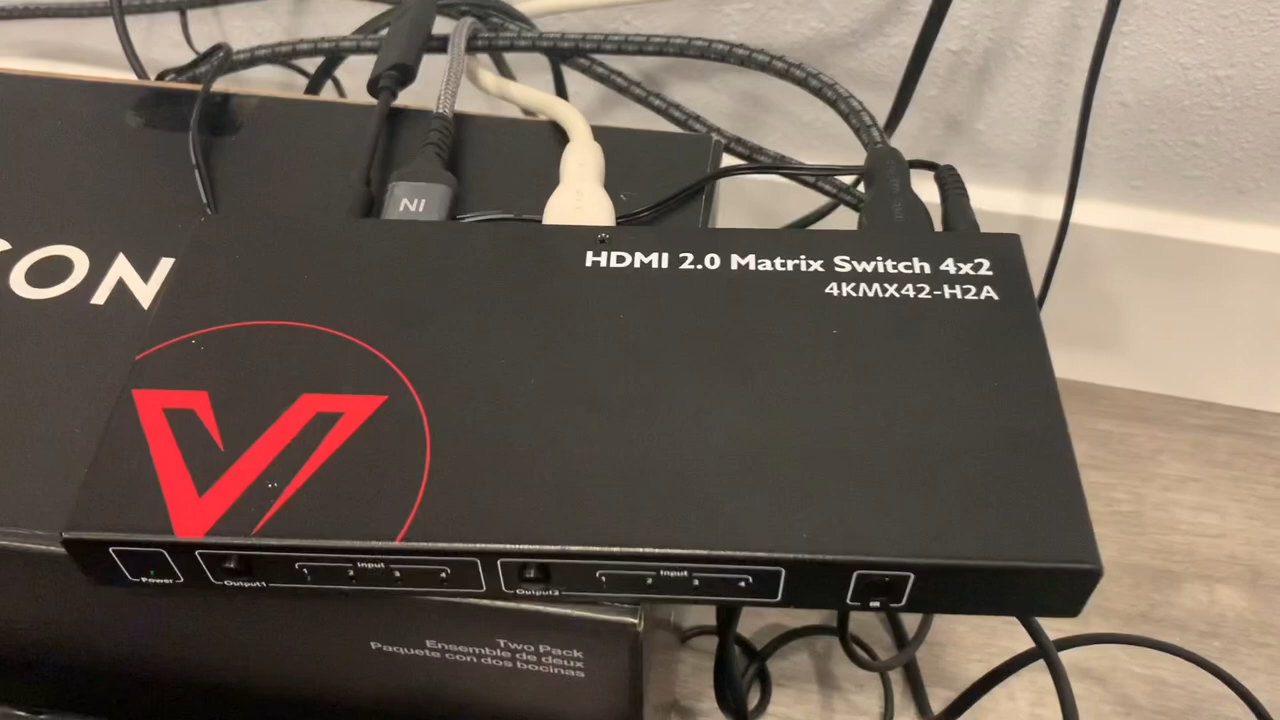 IN
HDMI 2.0 Matrix Switch 4x2
4KMX42-H2A
CON
Power
Output1
Input
1 2 3 4
Output2
Input
1 2 3 4
Two Pack
Ensemble de deux
Paquete con dos bocinas